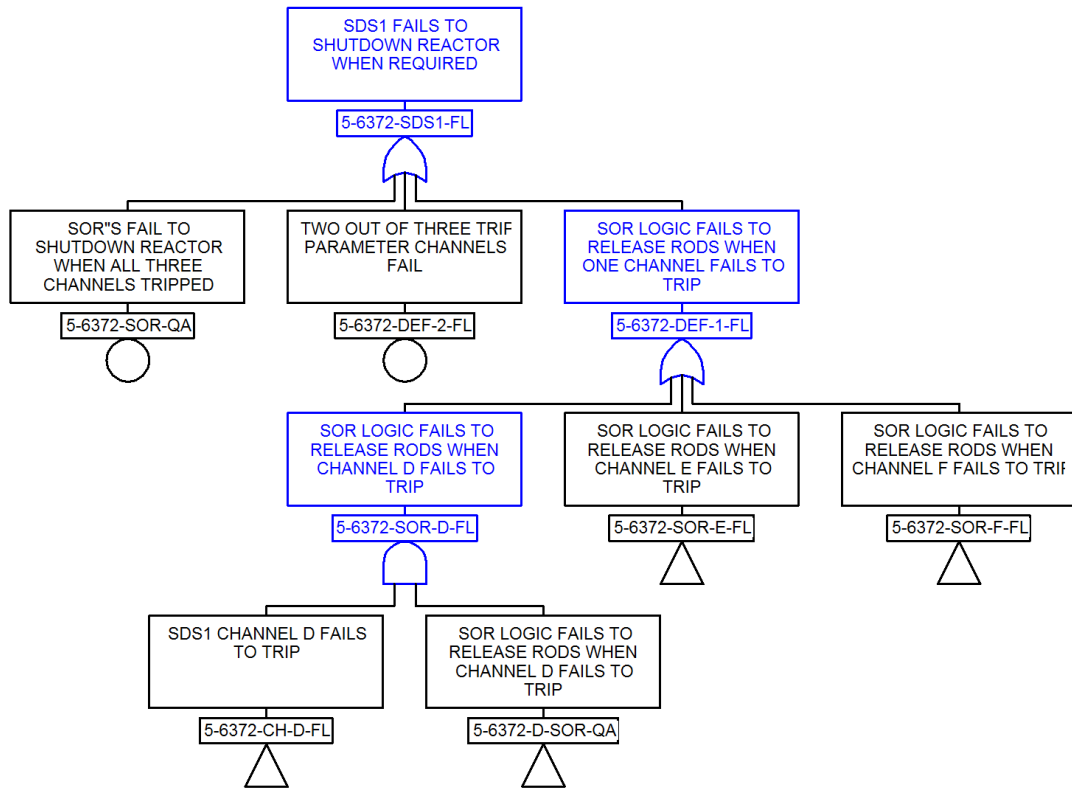 SDS1 FAILS TO
SHUTDOWN REACTOR
WHEN REQUIRED
5-6372-SDS1-FL
SOR"S FAIL TO
SHUTDOWN REACTOR
WHEN ALL THREE
CHANNELS TRIPPED
5-6372-SOR-QA
TWO OUT OF THREE TRIF
PARAMETER CHANNELS
FAIL
5-6372-DEF-2-FL
SOR LOGIC FAILS TO
RELEASE RODS WHEN
ONE CHANNEL FAILS TO
TRIP
5-6372-DEF-1-FL
SOR LOGIC FAILS TO
RELEASE RODS WHEN
CHANNEL D FAILS TO
TRIP
5-6372-SOR-D-FL
SOR LOGIC FAILS TO
RELEASE RODS WHEN
CHANNEL E FAILS TO
TRIP
5-6372-SOR-E-FL
SOR LOGIC FAILS TO
RELEASE RODS WHEN
CHANNEL F FAILS TO TRIF
5-6372-SOR-F-FL
SDS1 CHANNEL D FAILS
TO TRIP
5-6372-CH-D-FL
SOR LOGIC FAILS TO
RELEASE RODS WHEN
CHANNEL D FAILS TO
TRIP
5-6372-D-SOR-QA